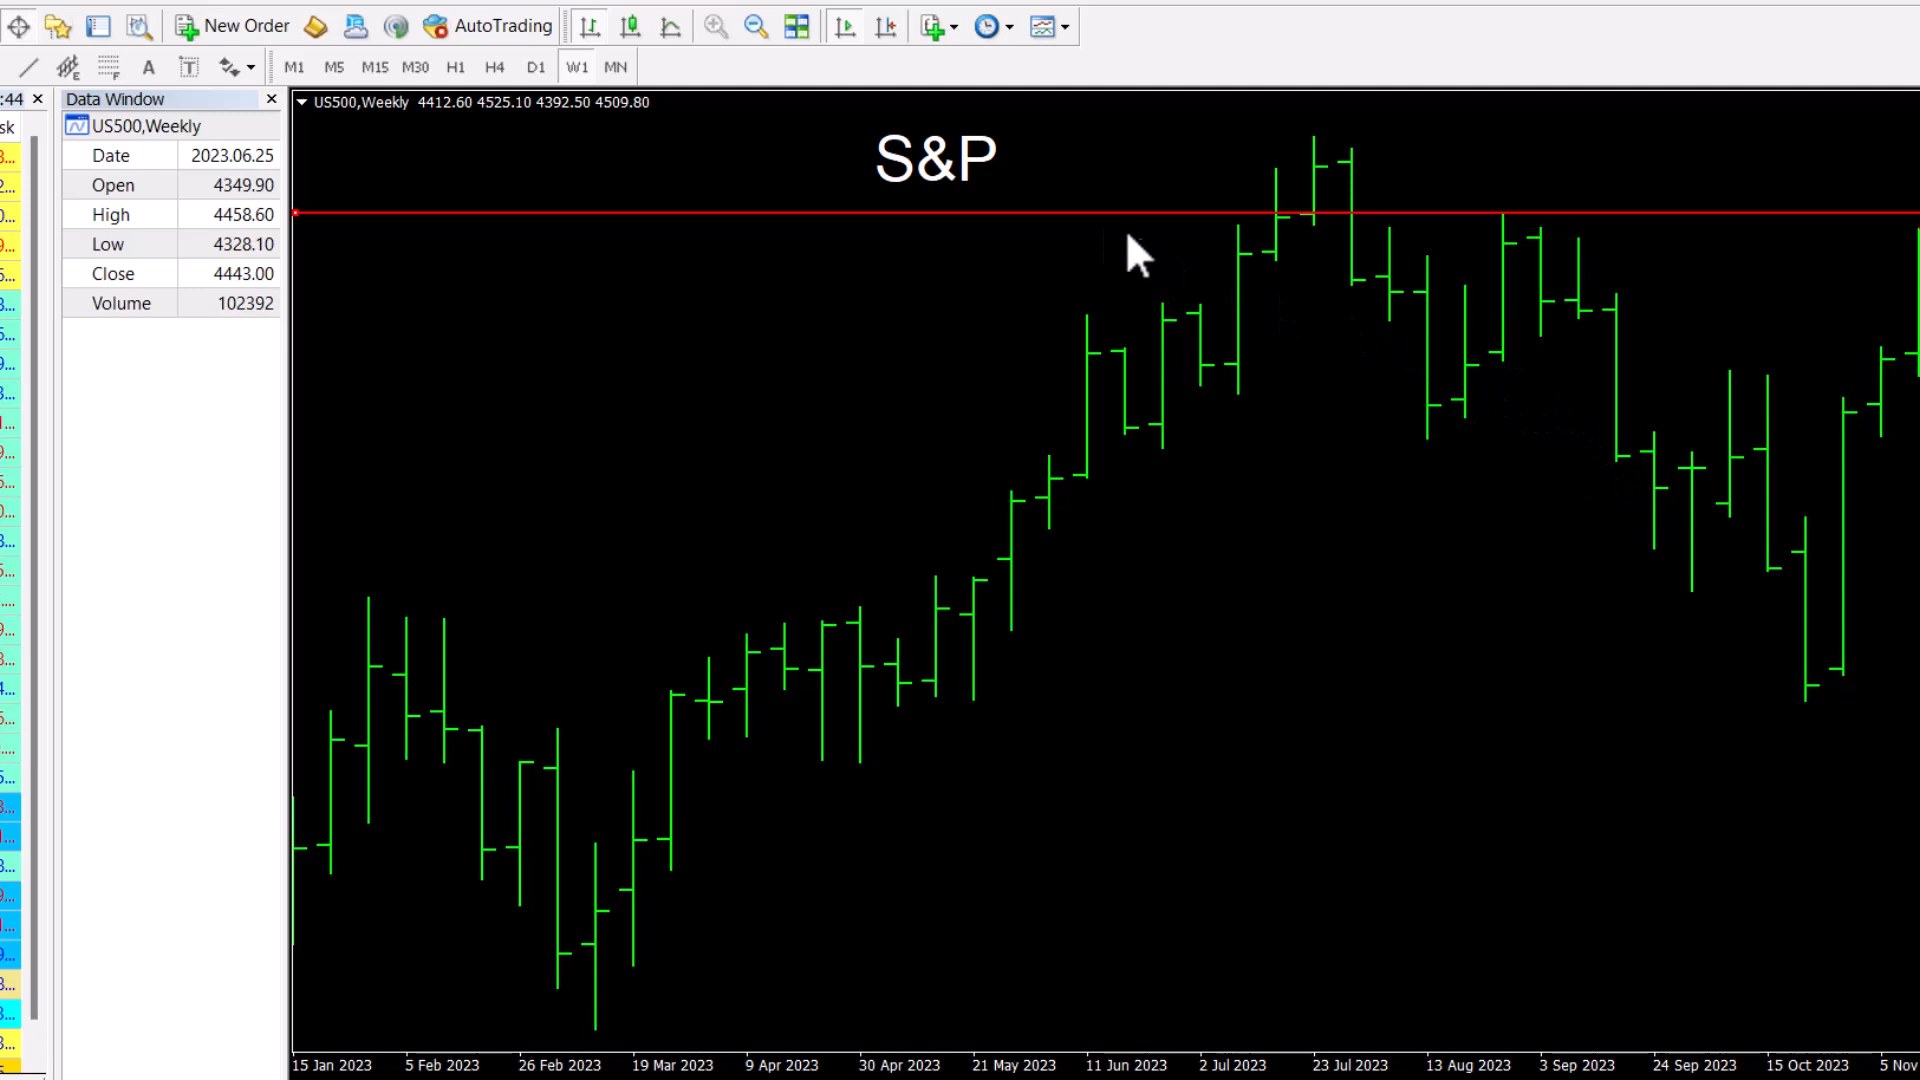 New Order
AutoTrading
E
F
A
T
M1 M5 M15 M30 H1 H4 D1 W1 MN
:44
Data Window
sk
US500,Weekly
Date 2023.06.25
Open 4349.90
High 4458.60
Low 4328.10
Close 4443.00
Volume 102392
US500,Weekly 4412.60 4525.10 4392.50 4509.80
S&P
15 Jan 2023 5 Feb 2023 26 Feb 2023 19 Mar 2023 9 Apr 2023 30 Apr 2023 21 May 2023 11 Jun 2023 2 Jul 2023 23 Jul 2023 13 Aug 2023 3 Sep 2023 24 Sep 2023 15 Oct 2023 5 Nov